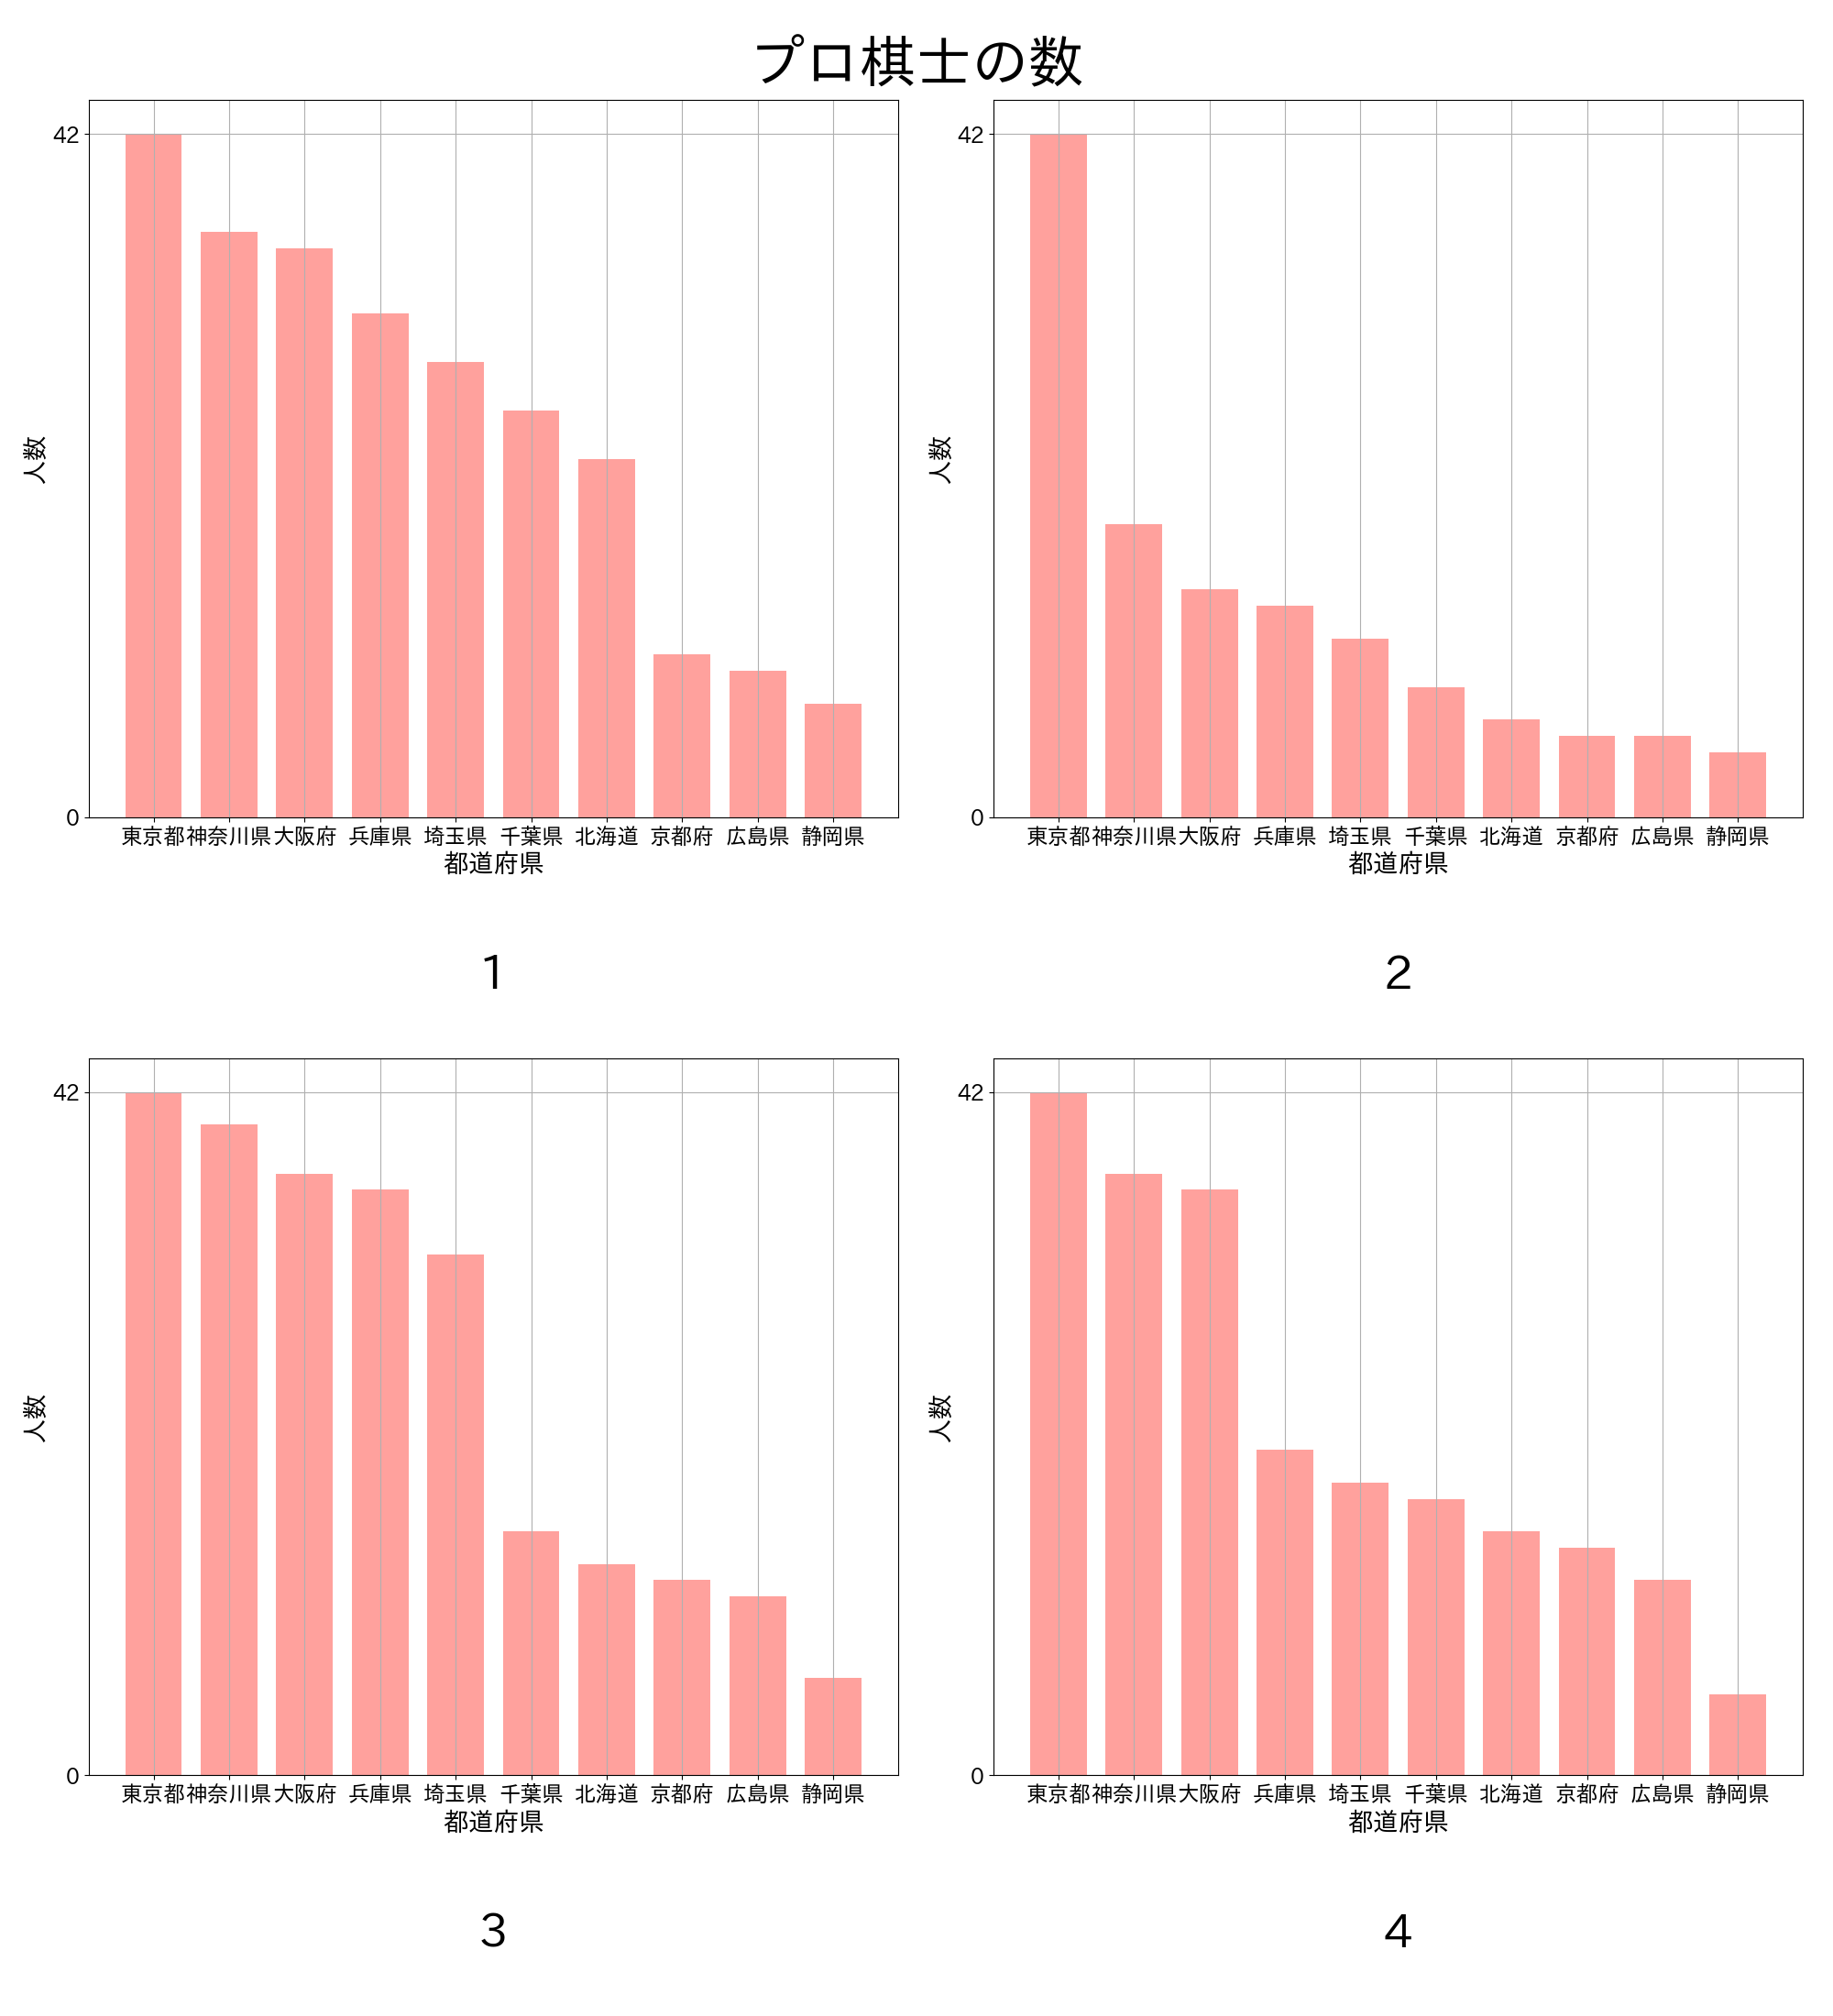 プロ棋士の数
42
0
人数
東京都 神奈川県 大阪府 兵庫県 埼玉県 千葉県 北海道 京都府 広島県 静岡県
都道府県
1
42
0
人数
東京都 神奈川県 大阪府 兵庫県 埼玉県 千葉県 北海道 京都府 広島県 静岡県
都道府県
2
42
0
人数
東京都 神奈川県 大阪府 兵庫県 埼玉県 千葉県 北海道 京都府 広島県 静岡県
都道府県
3
42
0
人数
東京都 神奈川県 大阪府 兵庫県 埼玉県 千葉県 北海道 京都府 広島県 静岡県
都道府県
4